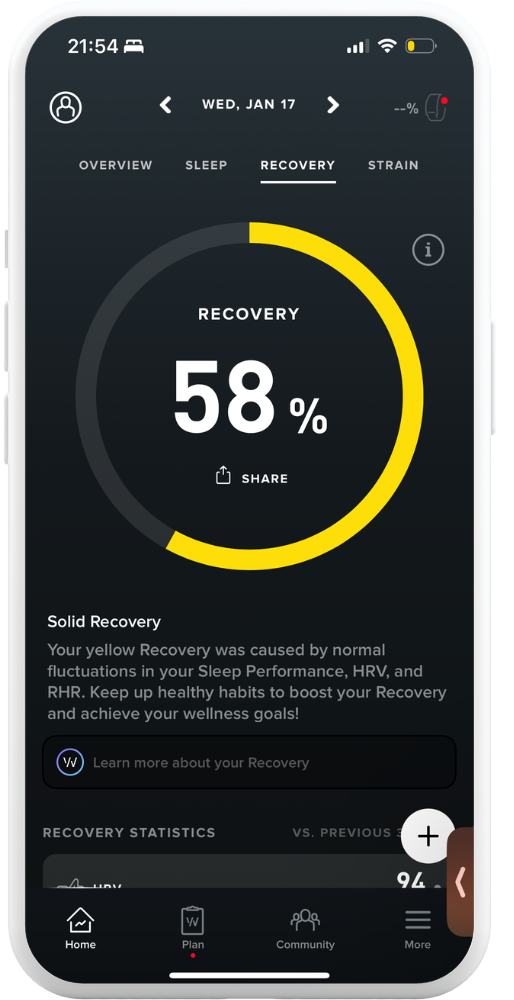 21:54
WED, JAN 17
--%
OVERVIEW SLEEP RECOVERY STRAIN
RECOVERY
58 %
SHARE
Solid Recovery
Your yellow Recovery was caused by normal
fluctuations in your Sleep Performance, HRV, and
RHR. Keep up healthy habits to boost your Recovery
and achieve your wellness goals!
W Learn more about your Recovery
RECOVERY STATISTICS VS. PREVIOUS
HRV 94
Home Plan Community More